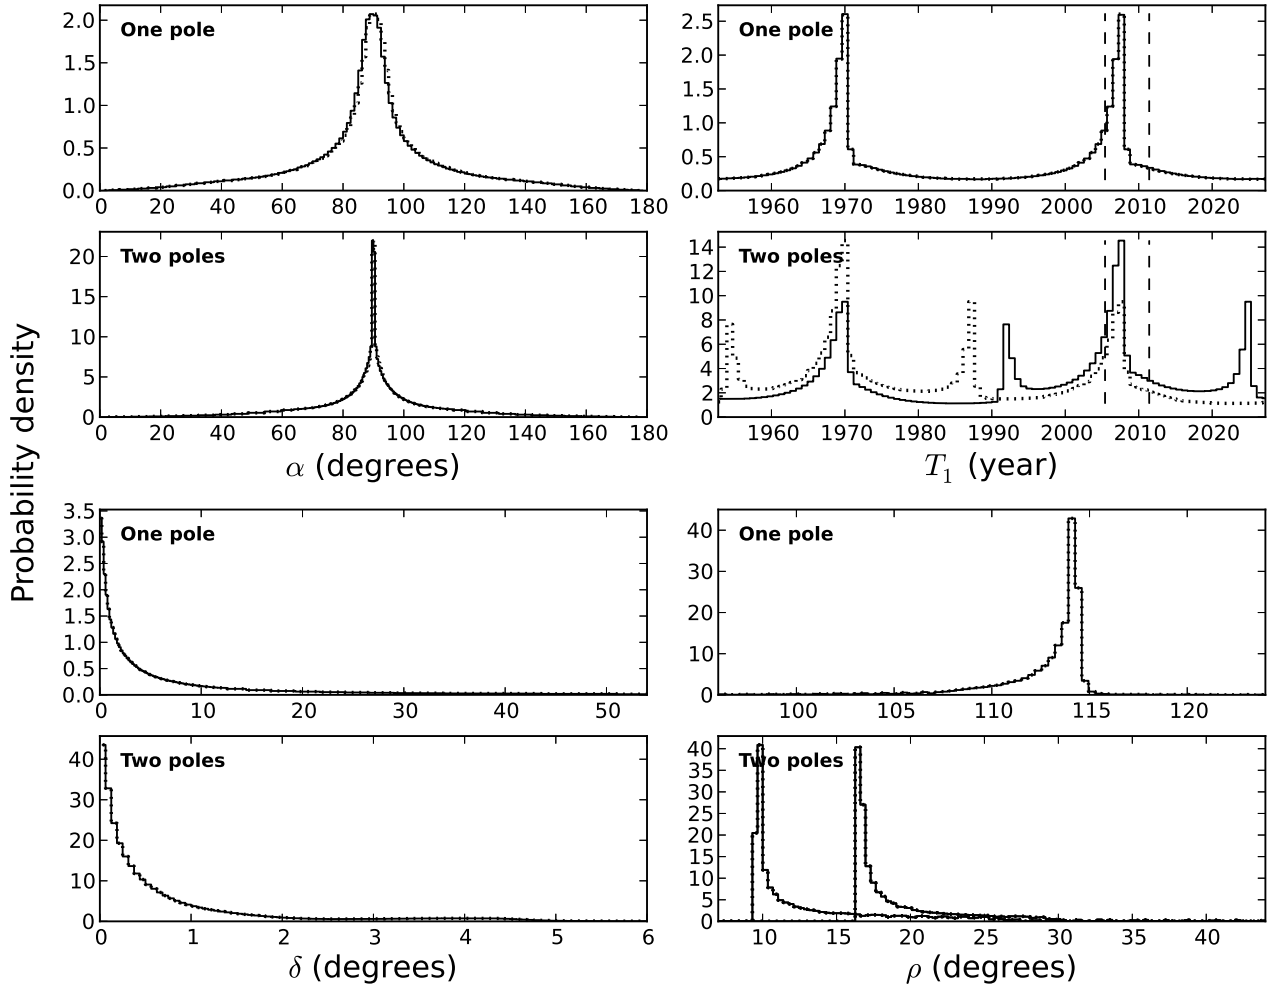 Probability density
One pole
0.0 0.5 1.0 1.5 2.0
0 20 40 60 80 100 120 140 160 180
One pole
0.0 0.5 1.0 1.5 2.0 2.5
1960 1970 1980 1990 2000 2010 2020
Two poles
0 5 10 15 20
0 20 40 60 80 100 120 140 160 180
α (degrees)
Two poles
0 2 4 6 8 10 12 14
1960 1970 1980 1990 2000 2010 2020
T₁ (year)
One pole
0.0 0.5 1.0 1.5 2.0 2.5 3.0 3.5
0 10 20 30 40 50
One pole
0 10 20 30 40
100 105 110 115 120
Two poles
0 10 20 30 40
0 1 2 3 4 5 6
δ (degrees)
Two poles
0 5 10 15 20 25 30 35 40
10 15 20 25 30 35 40
ρ (degrees)